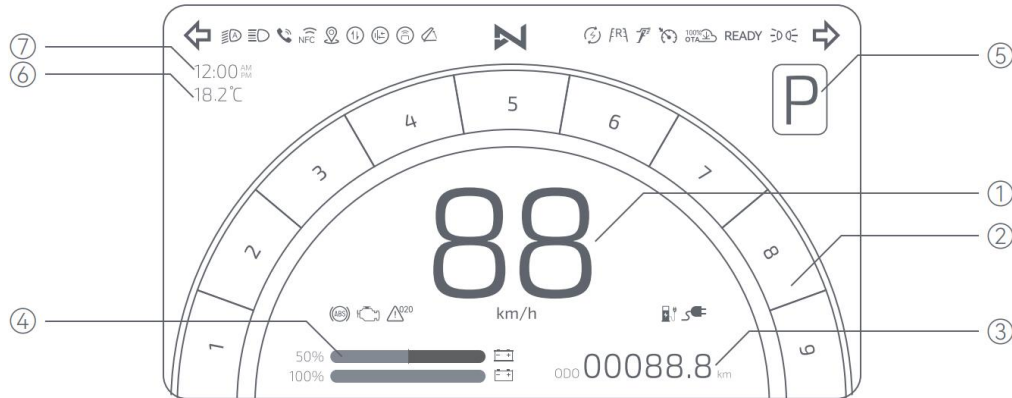 NFC R 100% OTA READY
⑦ 12:00 AM PM
⑥ 18.2℃
P ⑤
1 2 3 4 5 6 7 8 9
88 ①
②
km/h
ABS 020
④ 50%
100%
ODO 00088.8 km ③